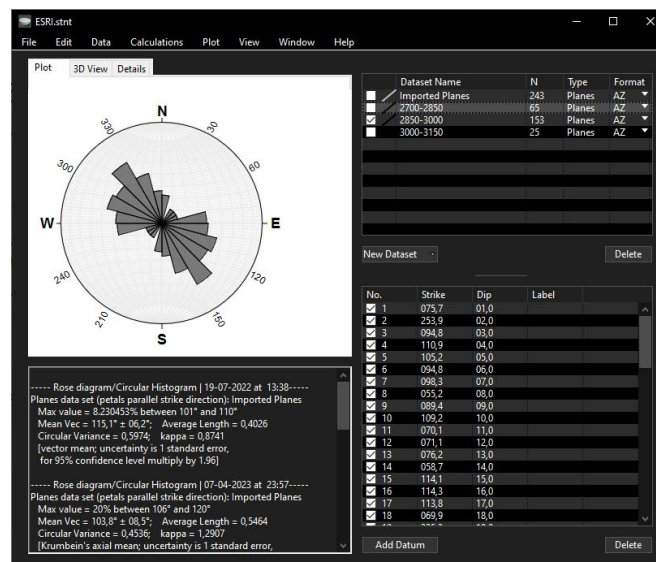 ESRI.stnt
File Edit Data Calculations Plot View Window Help
Plot 3D View Details
N
30
60
E
120
150
S
210
240
W
300
330
----- Rose diagram/Circular Histogram | 19-07-2022 at 13:38-----
Planes data set (petals parallel strike direction): Imported Planes
Max value = 8.230453% between 101° and 110°
Mean Vec = 115,1° ± 06,2°; Average Length = 0,4026
Circular Variance = 0,5974; kappa = 0,8741
[vector mean; uncertainty is 1 standard error,
for 95% confidence level multiply by 1.96]
----- Rose diagram/Circular Histogram | 07-04-2023 at 23:57-----
Planes data set (petals parallel strike direction): Imported Planes
Max value = 20% between 106° and 120°
Mean Vec = 103,8° ± 08,5°; Average Length = 0,5464
Circular Variance = 0,4536; kappa = 1,2907
[Krumbein's axial mean; uncertainty is 1 standard error,
Dataset Name N Type Format
Imported Planes 243 Planes AZ
2700-2850 65 Planes AZ
2850-3000 153 Planes AZ
3000-3150 25 Planes AZ
New Dataset Delete
No. Strike Dip Label
1 075,7 01,0
2 253,9 02,0
3 094,8 03,0
4 110,9 04,0
5 105,2 05,0
6 094,8 06,0
7 098,3 07,0
8 055,2 08,0
9 089,4 09,0
10 109,2 10,0
11 070,1 11,0
12 071,1 12,0
13 076,2 13,0
14 058,7 14,0
15 114,1 15,0
16 114,3 16,0
17 113,8 17,0
18 069,9 18,0
Add Datum Delete